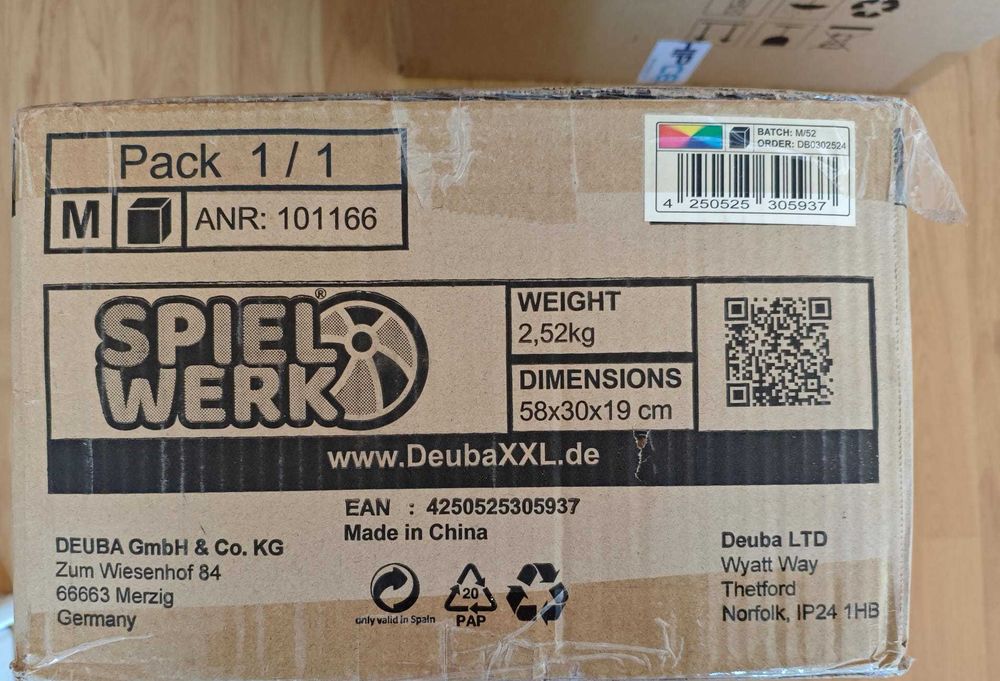 Pack 1 / 1
M
ANR: 101166
BATCH: M/52
ORDER: DB0302524
4 250525 305937
SPIEL®
WERK
WEIGHT
2,52kg
DIMENSIONS
58x30x19 cm
www.DeubaXXL.de
EAN : 4250525305937
Made in China
DEUBA GmbH & Co. KG
Zum Wiesenhof 84
66663 Merzig
Germany
only valid in Spain
20
PAP
Deuba LTD
Wyatt Way
Thetford
Norfolk, IP24 1HB